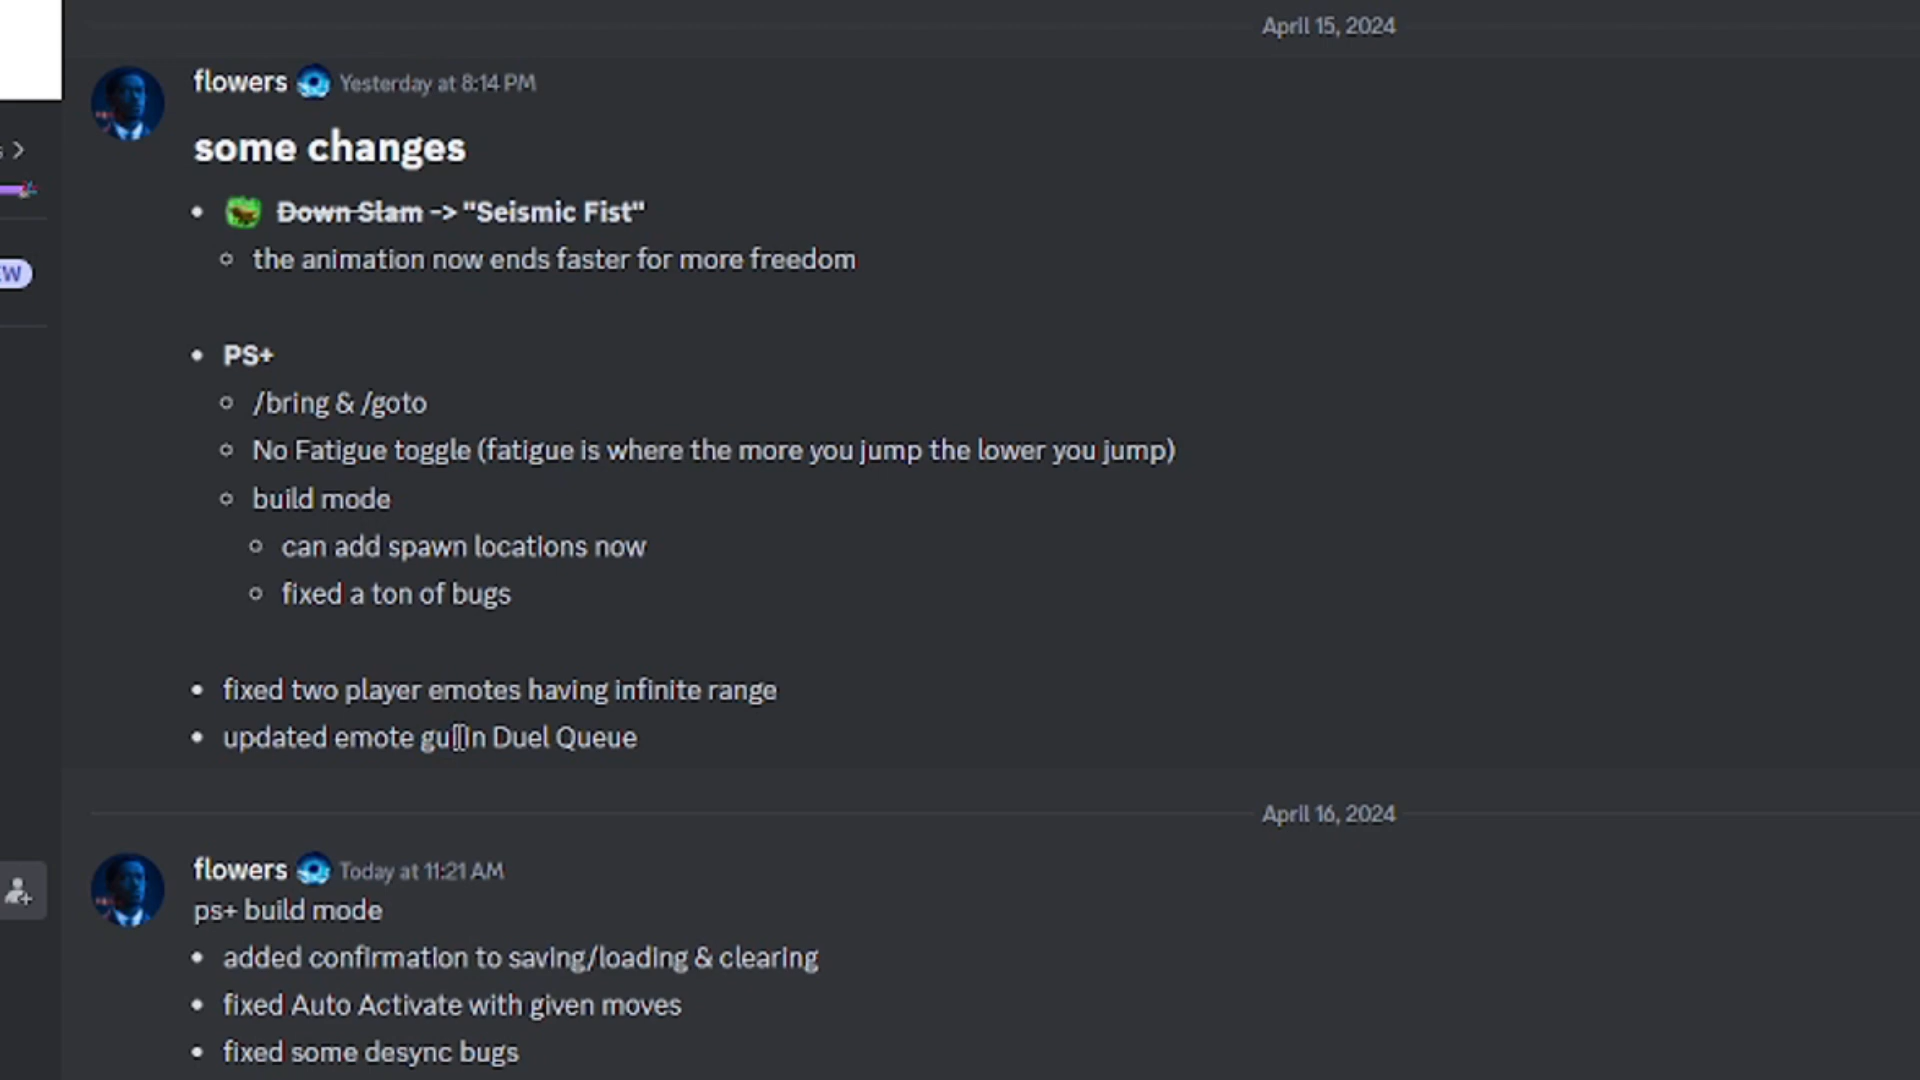 April 15, 2024
flowers Yesterday at 8:14 PM
some changes
Down Slam -> "Seismic Fist"
the animation now ends faster for more freedom
EW
PS+
/bring & /goto
No Fatigue toggle (fatigue is where the more you jump the lower you jump)
build mode
can add spawn locations now
fixed a ton of bugs
fixed two player emotes having infinite range
updated emote in Duel Queue
April 16, 2024
flowers Today at 11:21 AM
ps+ build mode
added confirmation to saving/loading & clearing
fixed Auto Activate with given moves
fixed some desync bugs